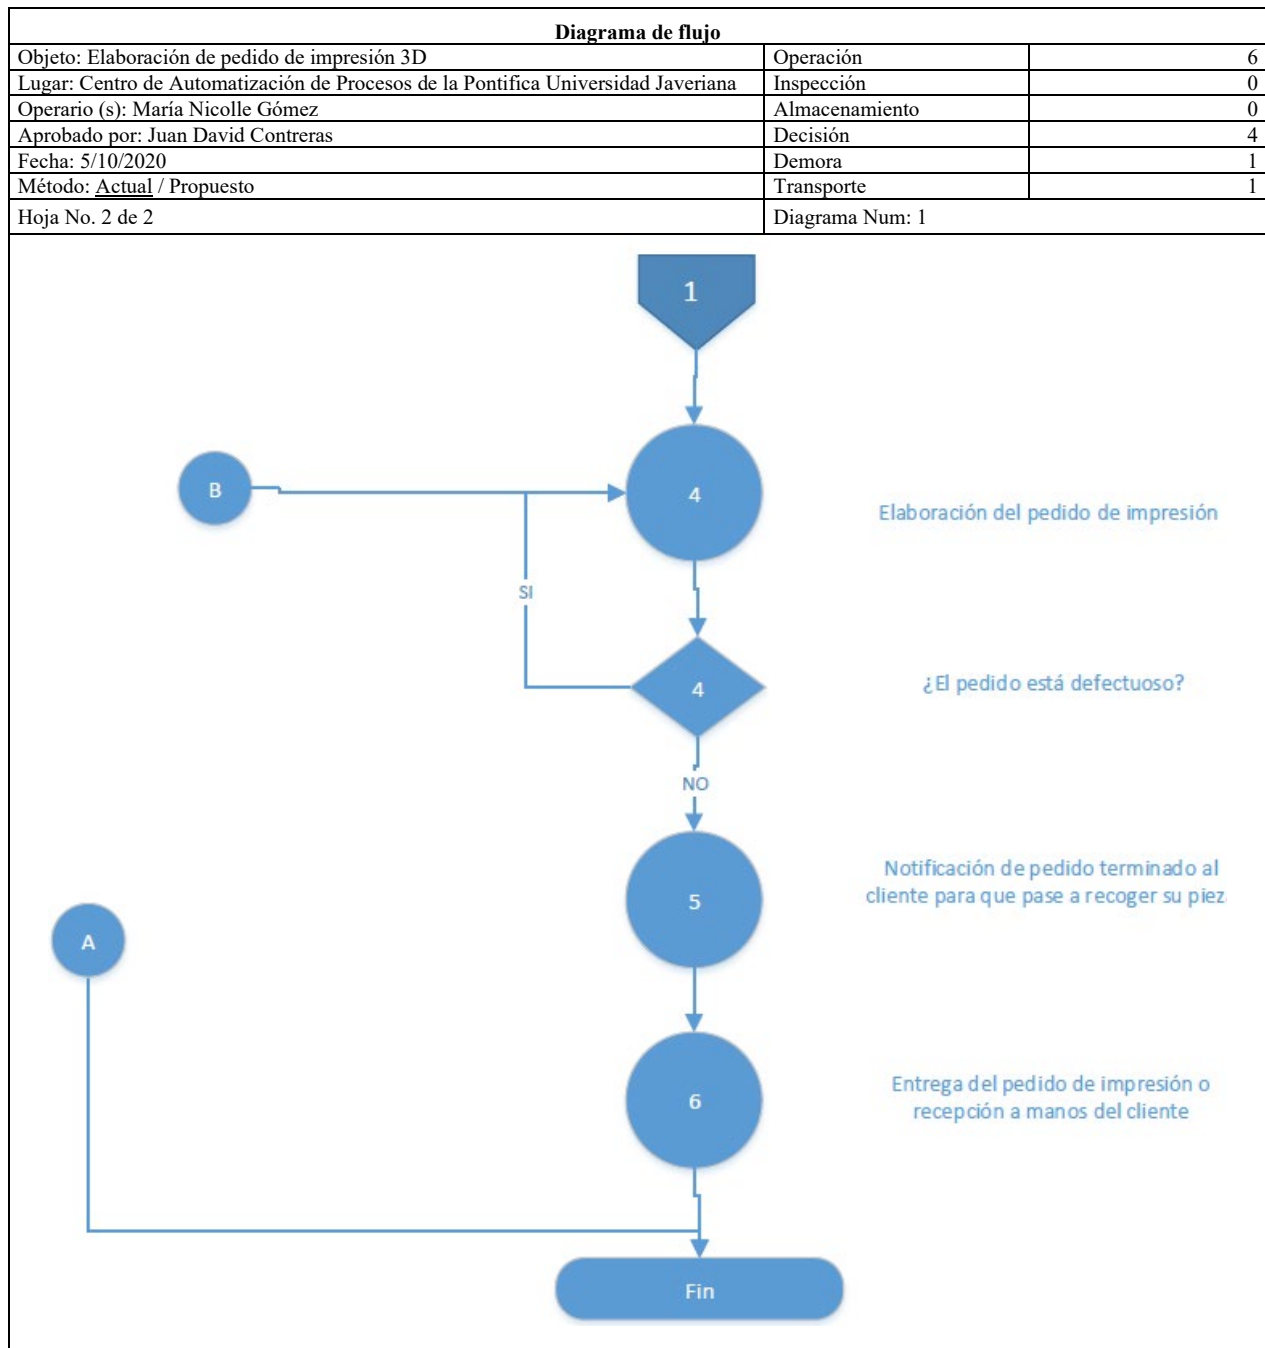 Diagrama de flujo
Objeto: Elaboración de pedido de impresión 3D
Operación 6
Lugar: Centro de Automatización de Procesos de la Pontifica Universidad Javeriana
Inspección 0
Operario (s): María Nicolle Gómez
Almacenamiento 0
Aprobado por: Juan David Contreras
Decisión 4
Fecha: 5/10/2020
Demora 1
Método: Actual / Propuesto
Transporte 1
Hoja No. 2 de 2
Diagrama Num: 1
1
B
4
Elaboración del pedido de impresión
SI
4
¿El pedido está defectuoso?
NO
5
Notificación de pedido terminado al
cliente para que pase a recoger su piez
A
6
Entrega del pedido de impresión o
recepción a manos del cliente
Fin